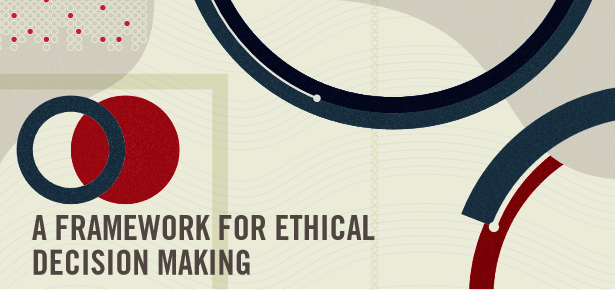 A FRAMEWORK FOR ETHICAL
DECISION MAKING